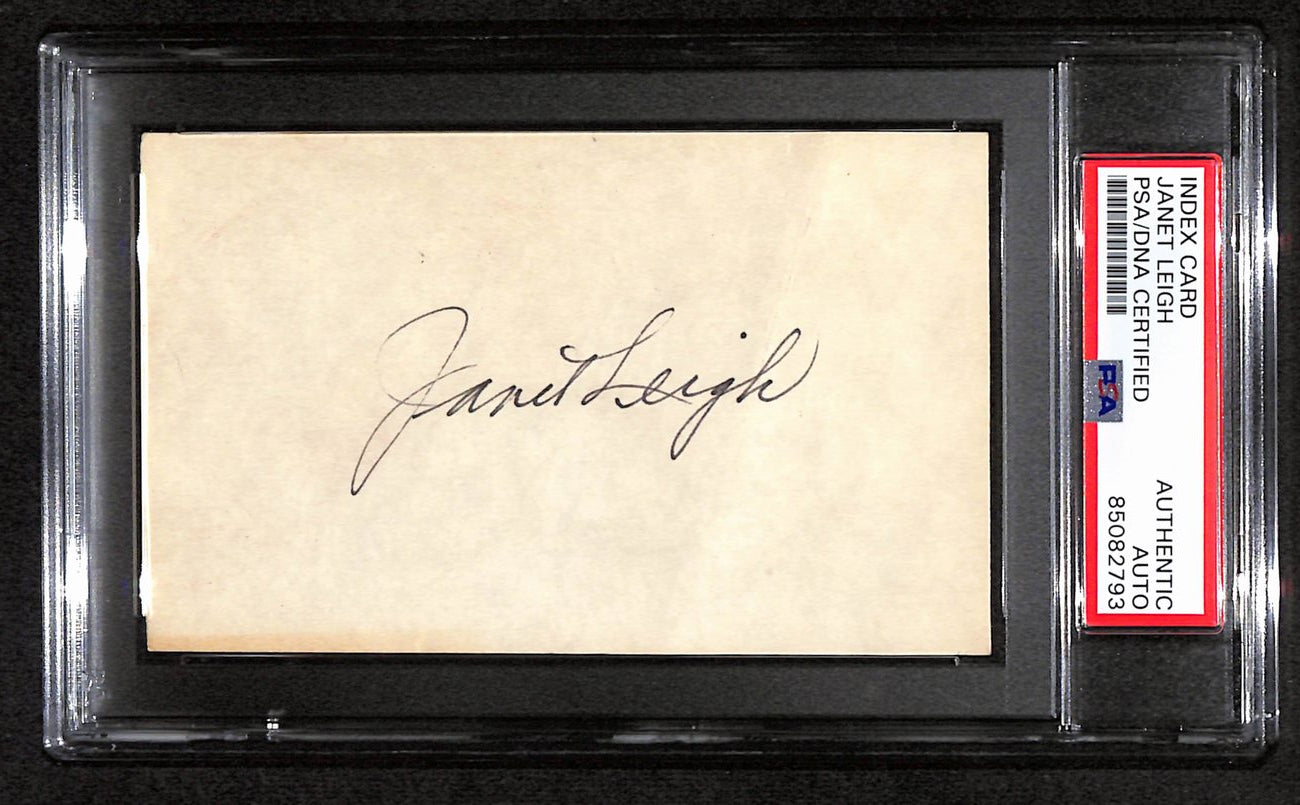 Janet Leigh
INDEX CARD
JANET LEIGH
PSA/DNA CERTIFIED
AUTHENTIC
AUTO
85082793
PSA